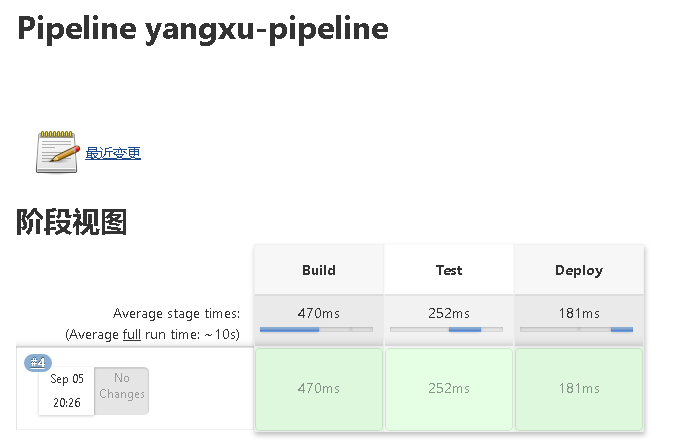 Pipeline yangxu-pipeline
最近变更
阶段视图
Build Test Deploy
Average stage times: 470ms 252ms 181ms
(Average full run time: ~10s)
#4
Sep 05 No
Changes
20:26
470ms 252ms 181ms